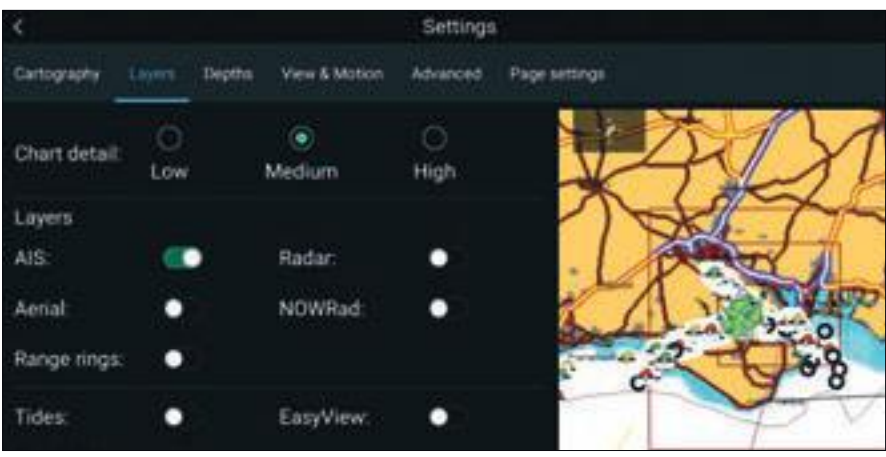 Settings
Cartography Layers Depths View & Motion Advanced Page settings
Chart detail:
Low Medium High
Layers
AIS: Radar:
Aerial: NOWRad:
Range rings:
Tides: EasyView: